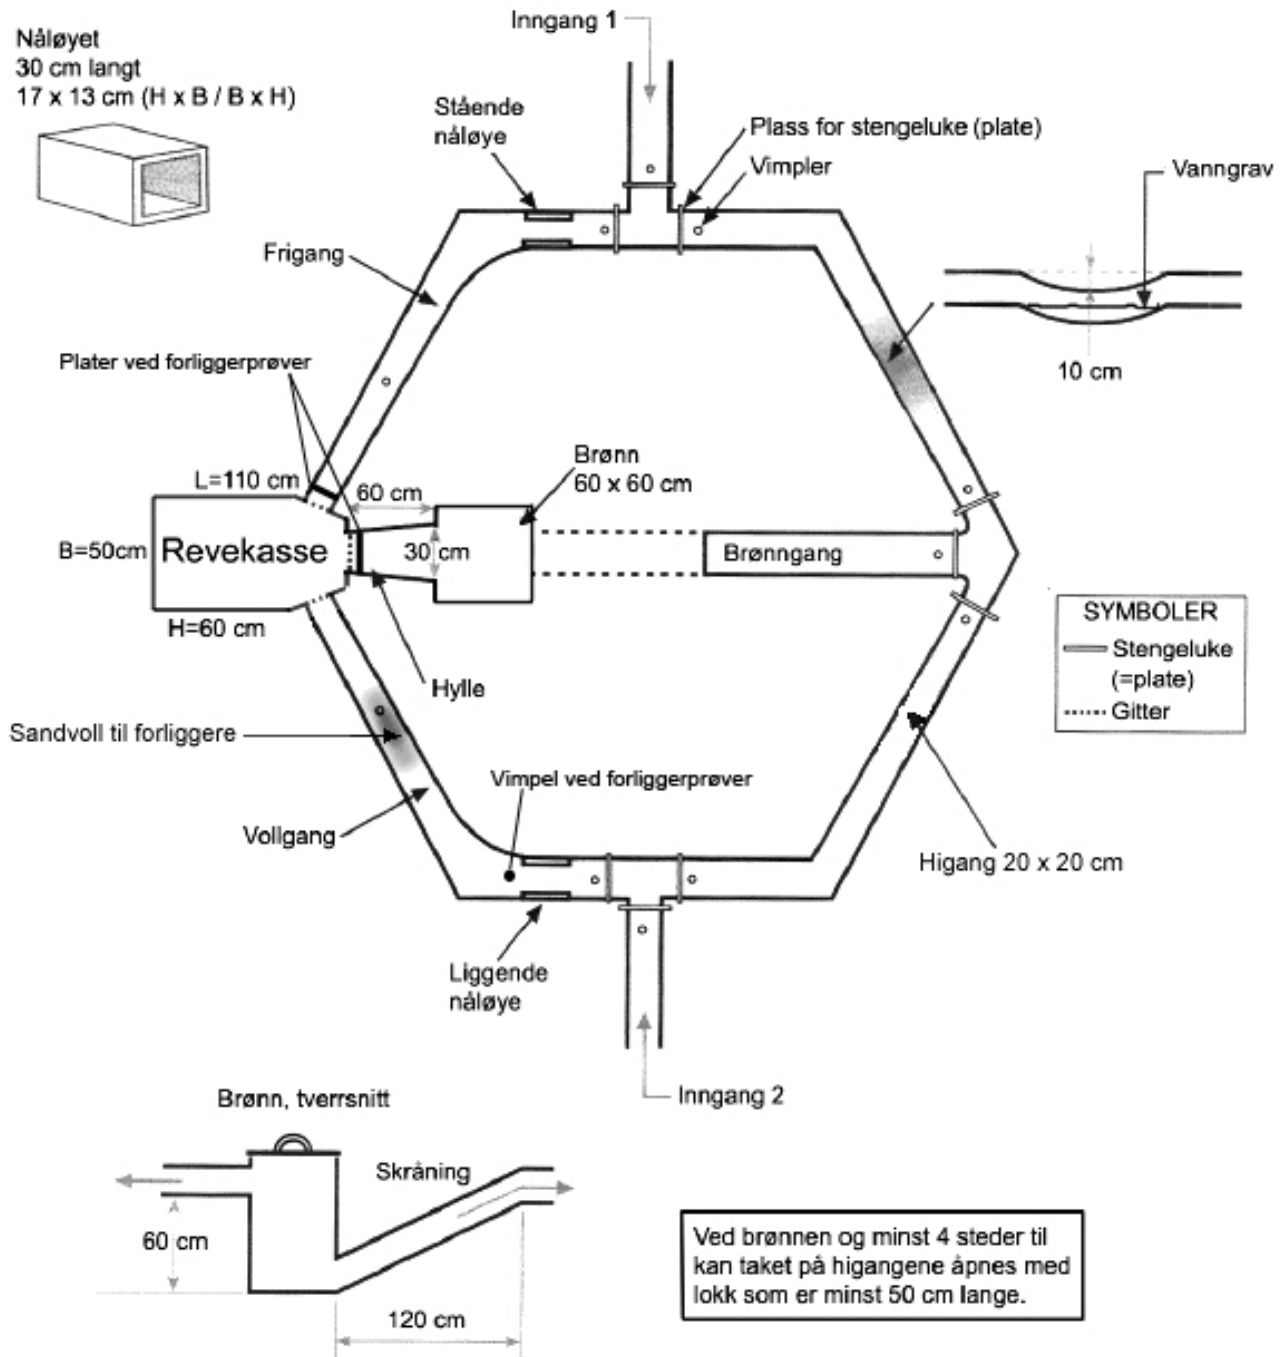 Inngang 1
Nåløyet
30 cm langt
17 x 13 cm (H x B / B x H)
Stående
nåløye
Plass for stengeluke (plate)
Vimpler
Vanngrav
Frigang
10 cm
Plater ved forliggerprøver
L=110 cm
60 cm
Brønn
60 x 60 cm
B=50cm
Revekasse
30 cm
Brønngang
H=60 cm
SYMBOLER
Stengeluke
(=plate)
Gitter
Hylle
Sandvoll til forliggere
Vimpel ved forliggerprøver
Vollgang
Higang 20 x 20 cm
Liggende
nåløye
Inngang 2
Brønn, tverrsnitt
Skråning
60 cm
120 cm
Ved brønnen og minst 4 steder til
kan taket på higangene åpnes med
lokk som er minst 50 cm lange.